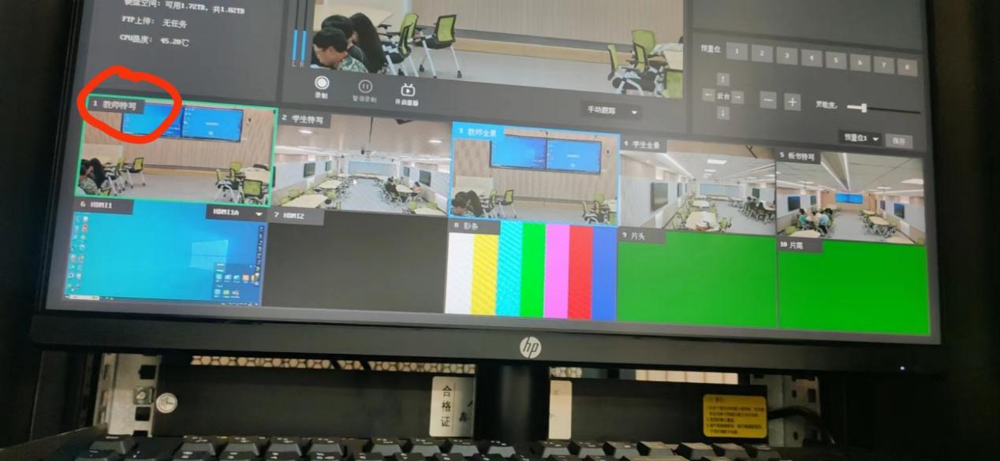 硬盘空间: 可用1.72TB, 共1.82TB
FTP上传: 无任务
CPU温度: 45.20℃
L R
录制
暂停录制
开启直播
手动跟踪
预置位 1 2 3 4 5 6 7 8
云台
灵敏度:
预置位1
保存
1 教师特写
2 学生特写
3 教师全景
4 学生全景
5 板书特写
6 HDMI1
HDMI1A
7 HDMI2
8 彩条
9 片头
10 片尾
hp
合格证